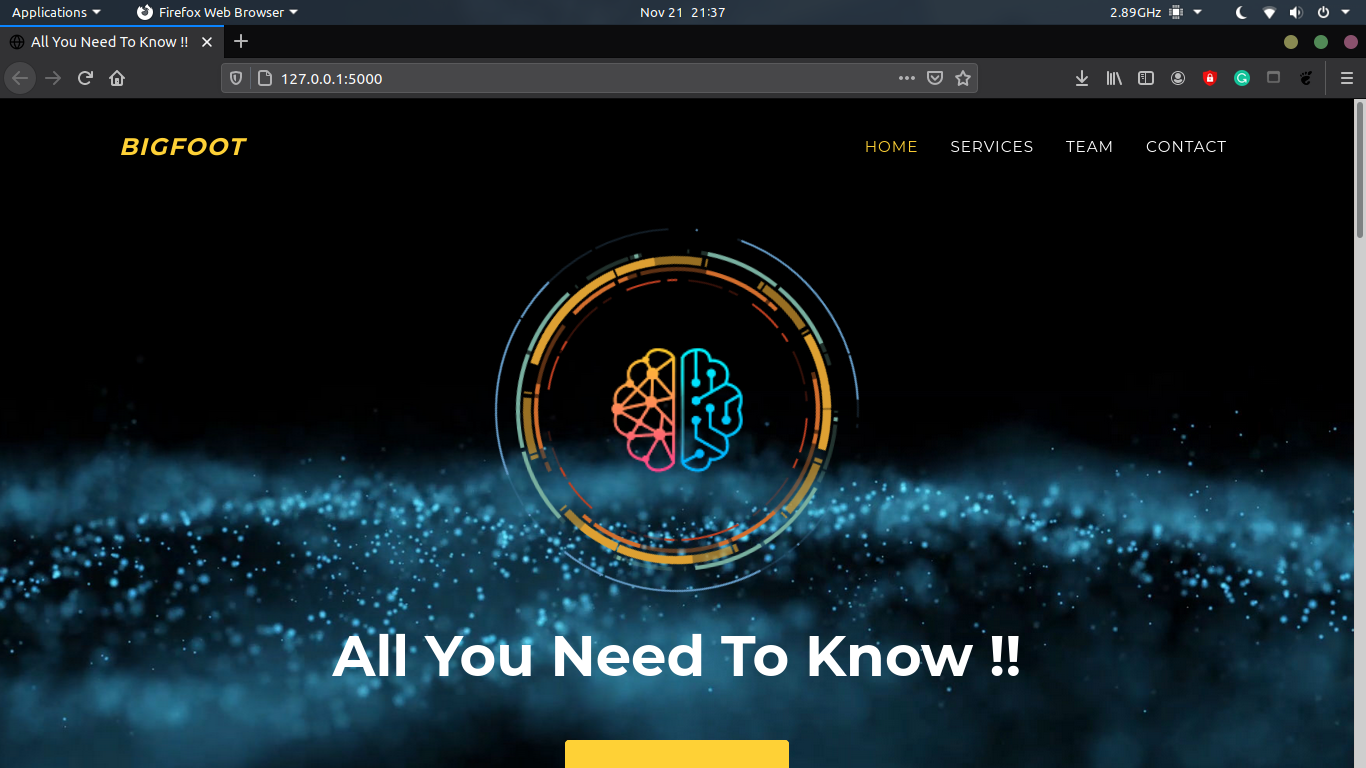 Applications Firefox Web Browser Nov 21 21:37 2.89GHz
All You Need To Know !!
127.0.0.1:5000
BIGFOOT HOME SERVICES TEAM CONTACT
All You Need To Know !!